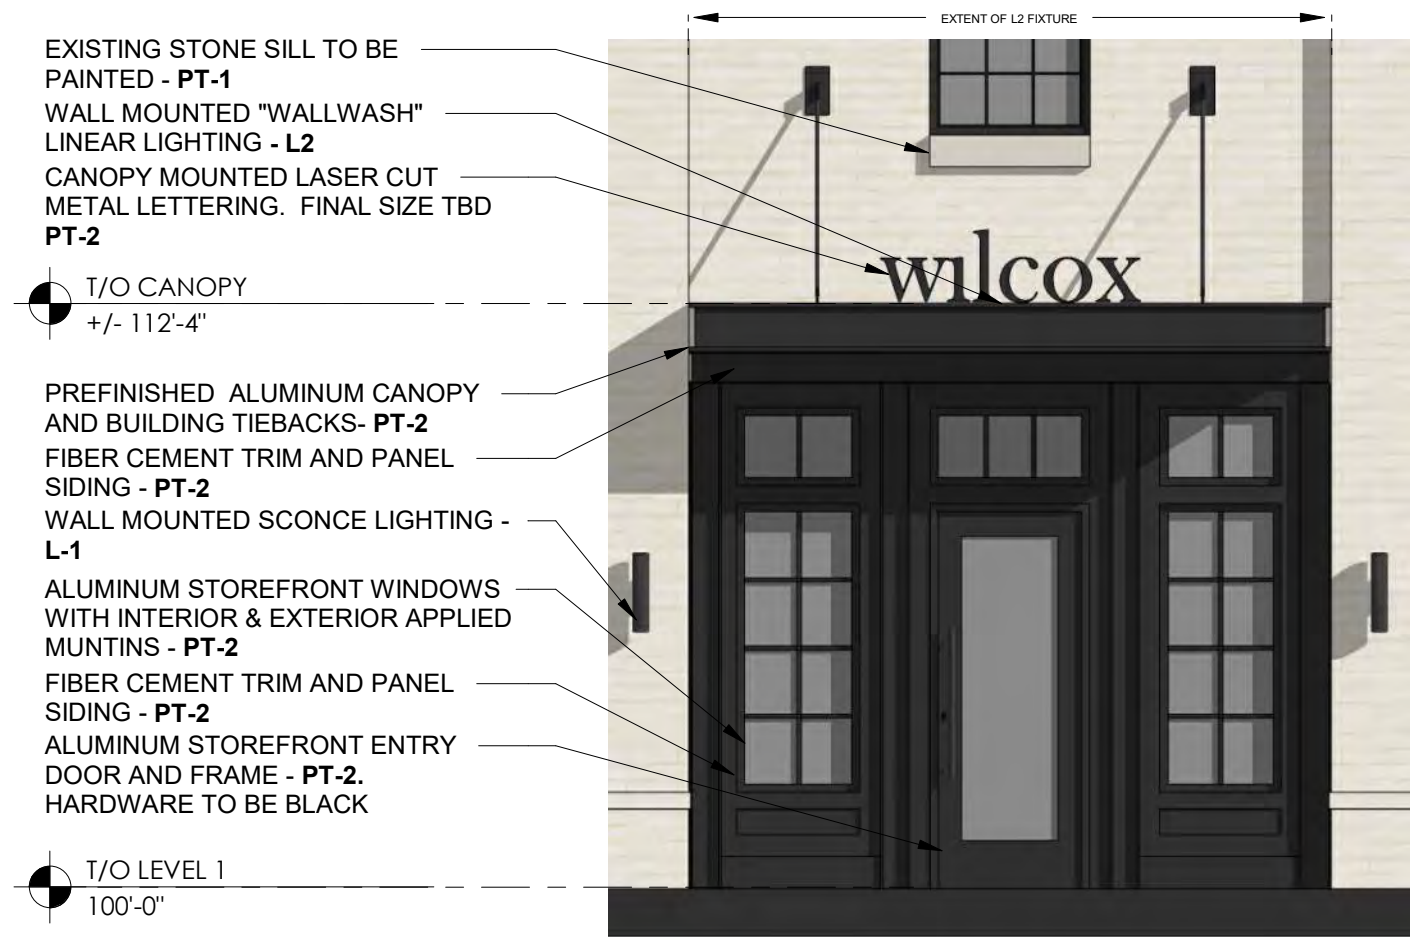 EXTENT OF L2 FIXTURE
EXISTING STONE SILL TO BE
PAINTED - PT-1
WALL MOUNTED "WALLWASH"
LINEAR LIGHTING - L2
CANOPY MOUNTED LASER CUT
METAL LETTERING.  FINAL SIZE TBD
PT-2
wilcox
T/O CANOPY
+/- 112'-4"
PREFINISHED  ALUMINUM CANOPY
AND BUILDING TIEBACKS- PT-2
FIBER CEMENT TRIM AND PANEL
SIDING - PT-2
WALL MOUNTED SCONCE LIGHTING -
L-1
ALUMINUM STOREFRONT WINDOWS
WITH INTERIOR & EXTERIOR APPLIED
MUNTINS - PT-2
FIBER CEMENT TRIM AND PANEL
SIDING - PT-2
ALUMINUM STOREFRONT ENTRY
DOOR AND FRAME - PT-2.
HARDWARE TO BE BLACK
T/O LEVEL 1
100'-0"